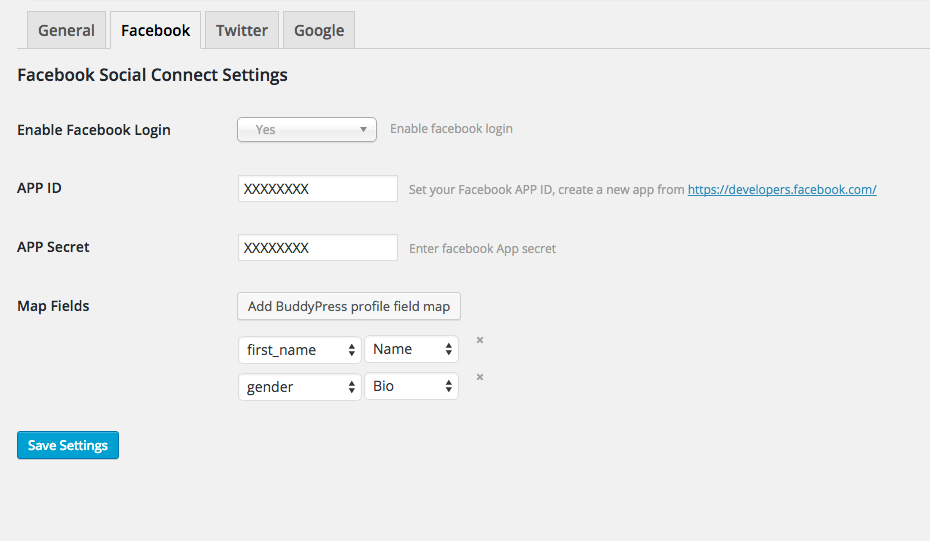 General Facebook Twitter Google
Facebook Social Connect Settings
Enable Facebook Login Yes Enable facebook login
APP ID XXXXXXXX Set your Facebook APP ID, create a new app from https://developers.facebook.com/
APP Secret XXXXXXXX Enter facebook App secret
Map Fields Add BuddyPress profile field map
first_name Name ×
gender Bio ×
Save Settings